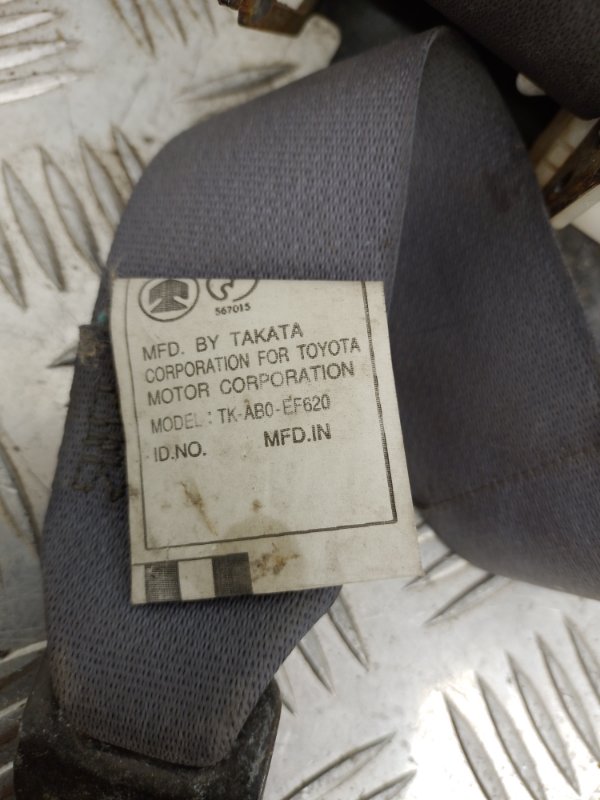 567015
MFD. BY TAKATA
CORPORATION FOR TOYOTA
MOTOR CORPORATION
MODEL : TK-AB0-EF620
ID.NO. MFD.IN